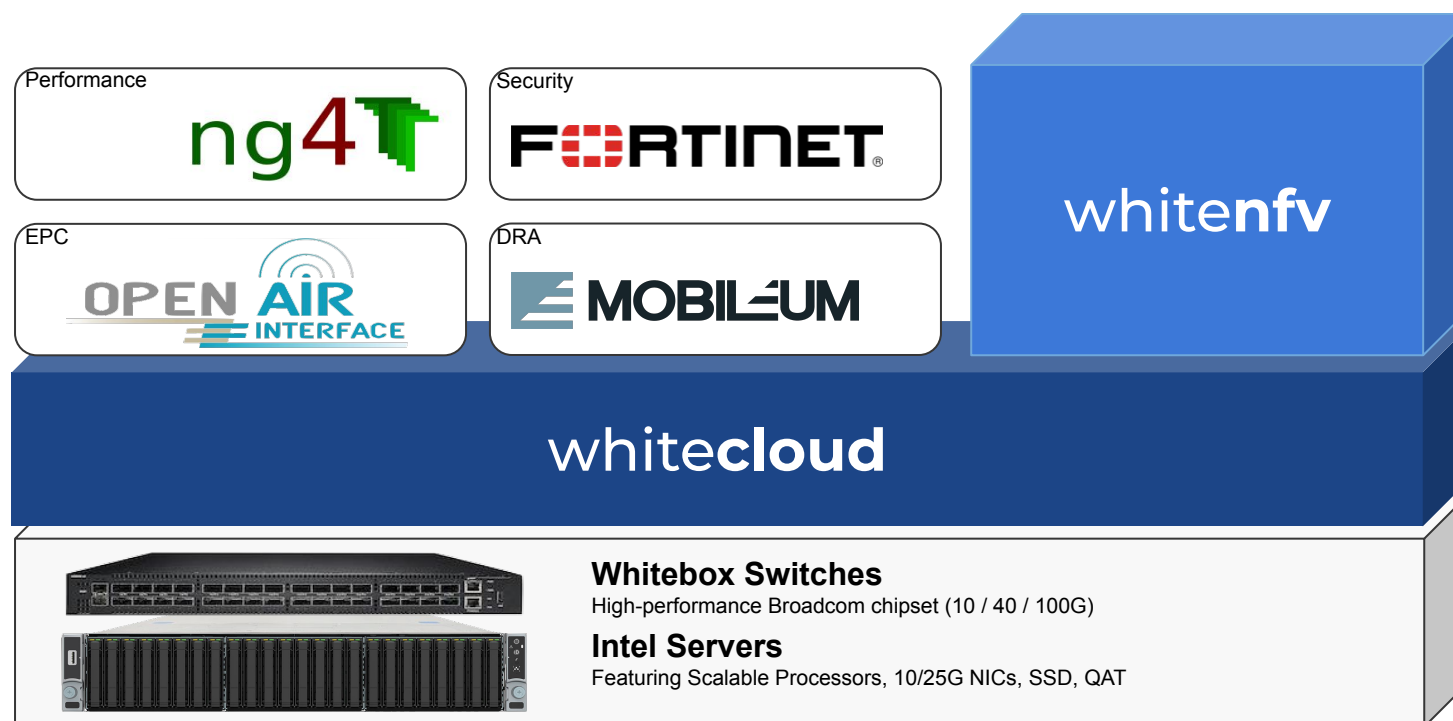 Performance
ng4T
Security
FORTINET®
EPC
OPEN AIR
INTERFACE
DRA
MOBILEUM
whitenfv
whitecloud
Whitebox Switches
High-performance Broadcom chipset (10 / 40 / 100G)
Intel Servers
Featuring Scalable Processors, 10/25G NICs, SSD, QAT